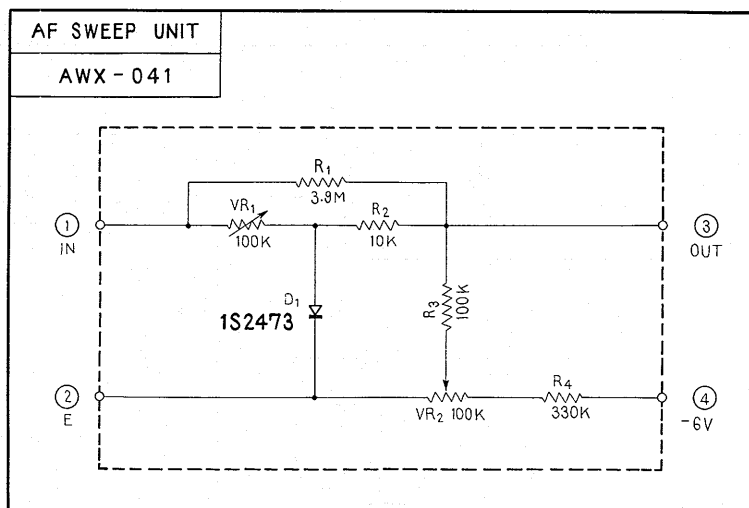 AF SWEEP UNIT
AWX-041
R1
3.9M
VR1
100K
R2
10K
1
IN
3
OUT
D1
1S2473
R3
100K
2
E
VR2 100K
R4
330K
4
-6V